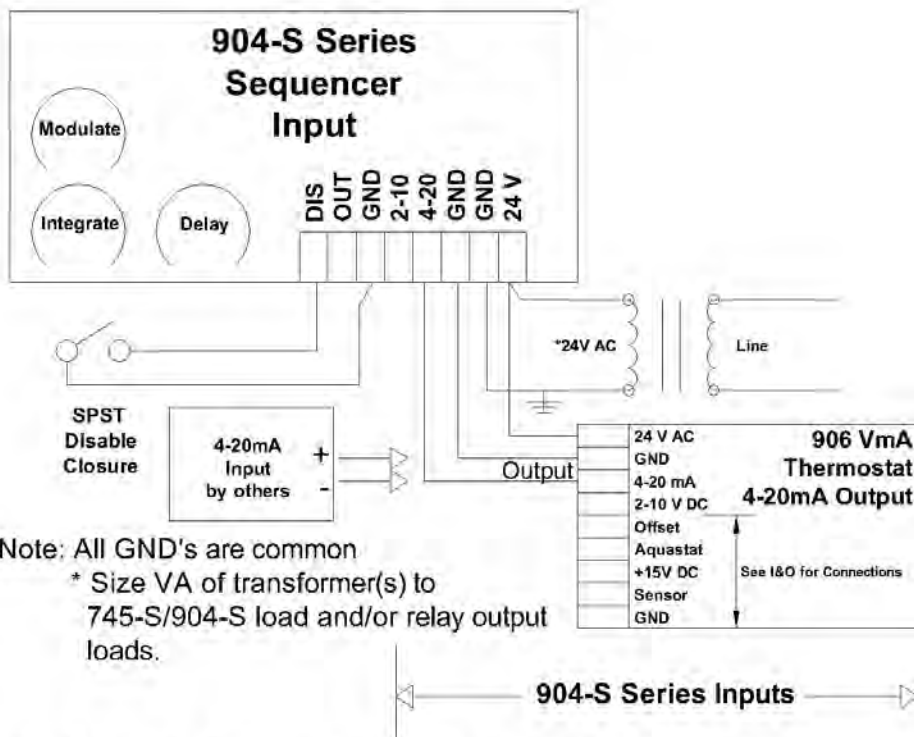 904-S Series
Sequencer
Input
Modulate
Integrate
Delay
DIS
OUT
GND
2-10
4-20
GND
GND
24 V
*24V AC
Line
SPST
Disable
Closure
4-20mA
Input
by others
+
-
Output
24 V AC
GND
4-20 mA
2-10 V DC
Offset
Aquastat
+15V DC
Sensor
GND
906 VmA
Thermostat
4-20mA Output
See I&O for Connections
Note: All GND's are common
* Size VA of transformer(s) to
745-S/904-S load and/or relay output
loads.
904-S Series Inputs